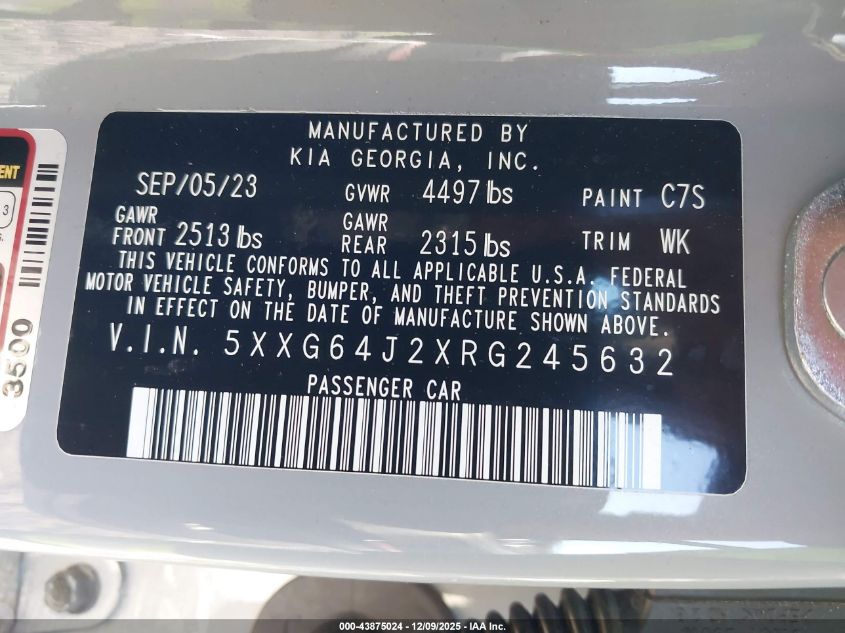 MANUFACTURED BY
KIA GEORGIA, INC.
SEP/05/23 GVWR 4497 lbs PAINT C7S
GAWR FRONT 2513 lbs GAWR REAR 2315 lbs TRIM WK
THIS VEHICLE CONFORMS TO ALL APPLICABLE U.S.A. FEDERAL
MOTOR VEHICLE SAFETY, BUMPER, AND THEFT PREVENTION STANDARDS
IN EFFECT ON THE DATE OF MANUFACTURE SHOWN ABOVE.
V.I.N. 5XXG64J2XRG245632
PASSENGER CAR
3500
3
000-43875024 | 12/09/2025 - IAA Inc.